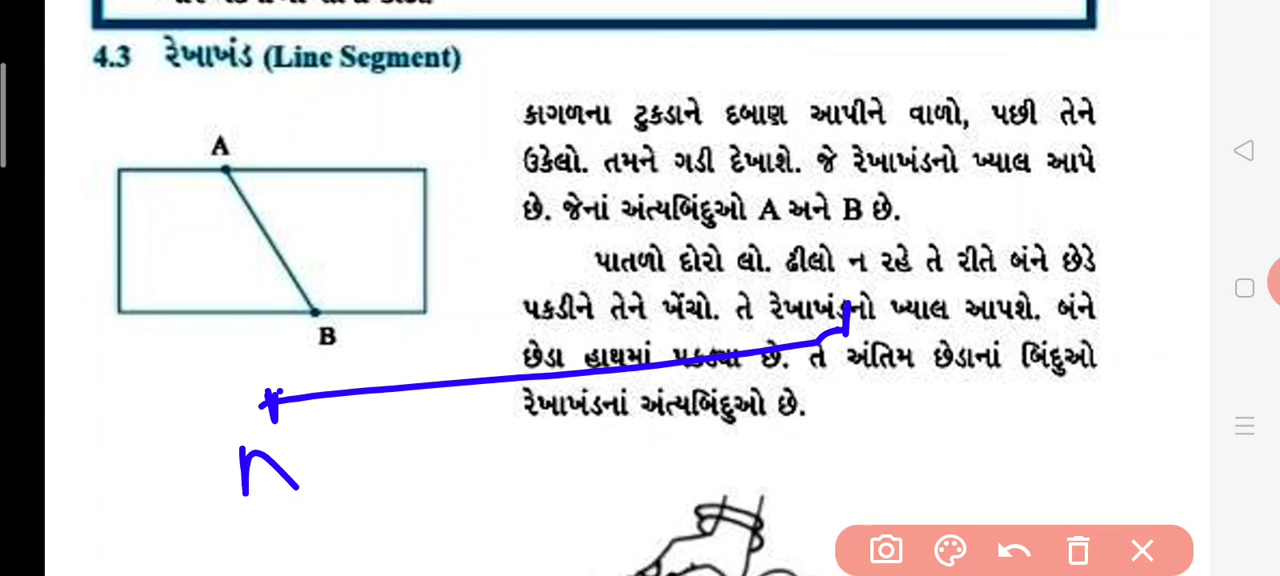 4.3 રેખાખંડ (Line Segment)
A
B
કાગળના ટુકડાને દબાણ આપીને વાળો, પછી તેને
ઉકેલો. તમને ગડી દેખાશે. જે રેખાખંડનો ખ્યાલ આપે
છે. જેનાં અંત્યબિંદુઓ A અને B છે.
પાતળો દોરો લો. ઢીલો ન રહે તે રીતે બંને છેડે
પકડીને તેને ખેંચો. તે રેખાખંડનો ખ્યાલ આપશે. બંને
છેડા હાથમાં પકડ્યા છે. તે અંતિમ છેડાનાં બિંદુઓ
રેખાખંડનાં અંત્યબિંદુઓ છે.
n